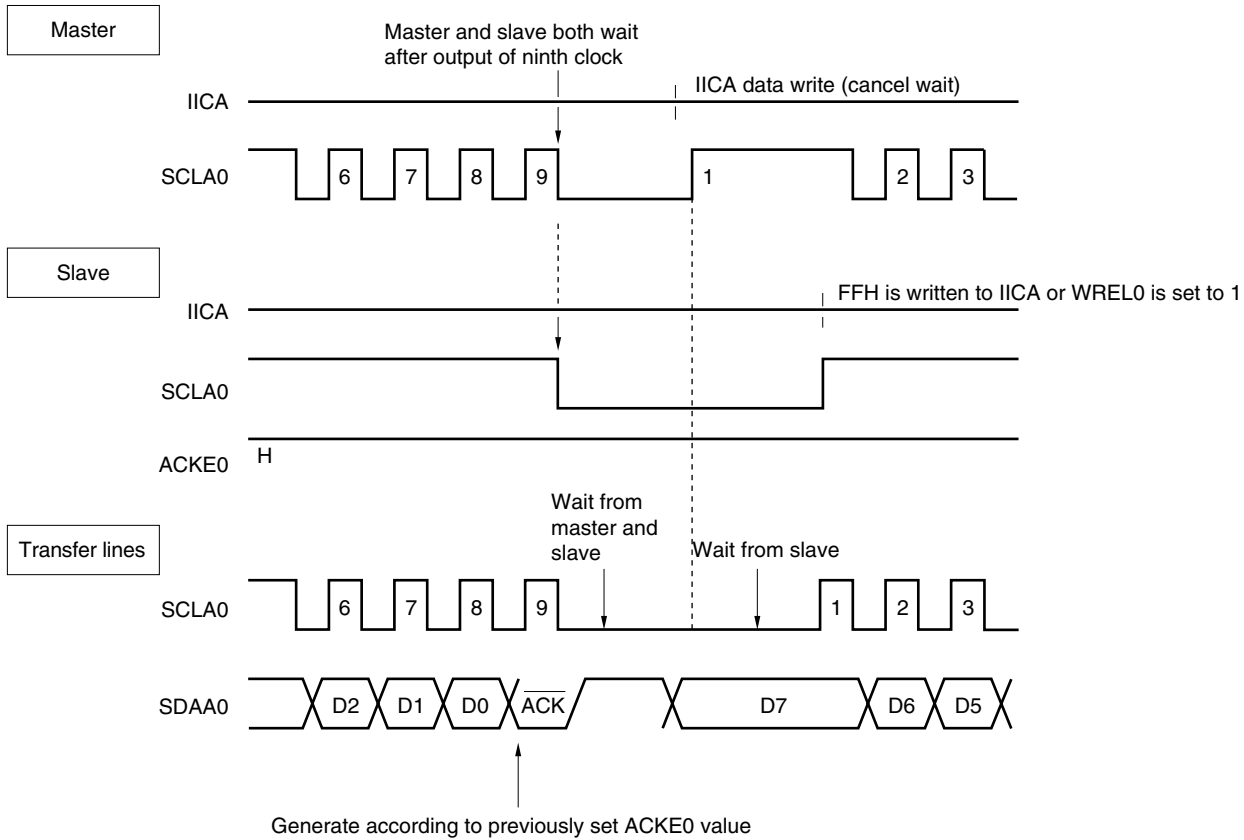 Master
Master and slave both wait
after output of ninth clock
IICA data write (cancel wait)
IICA
SCLA0
6 7 8 9 1 2 3
Slave
FFH is written to IICA or WREL0 is set to 1
IICA
SCLA0
H
ACKE0
Wait from
master and
slave
Transfer lines
Wait from slave
SCLA0
6 7 8 9 1 2 3
SDAA0
D2 D1 D0 ACK D7 D6 D5
Generate according to previously set ACKE0 value